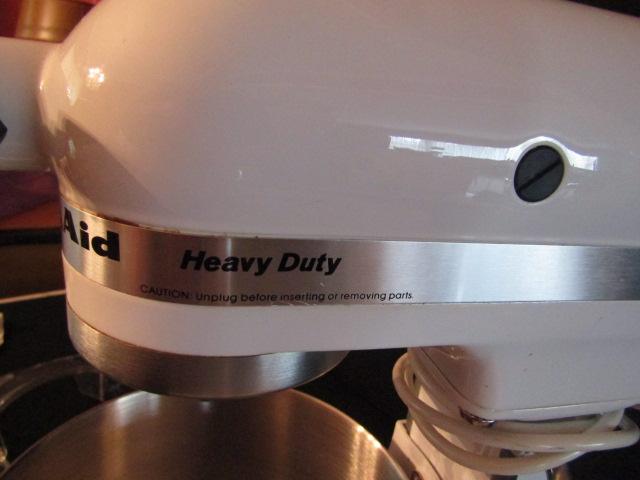 Aid
Heavy Duty
CAUTION: Unplug before inserting or removing parts.